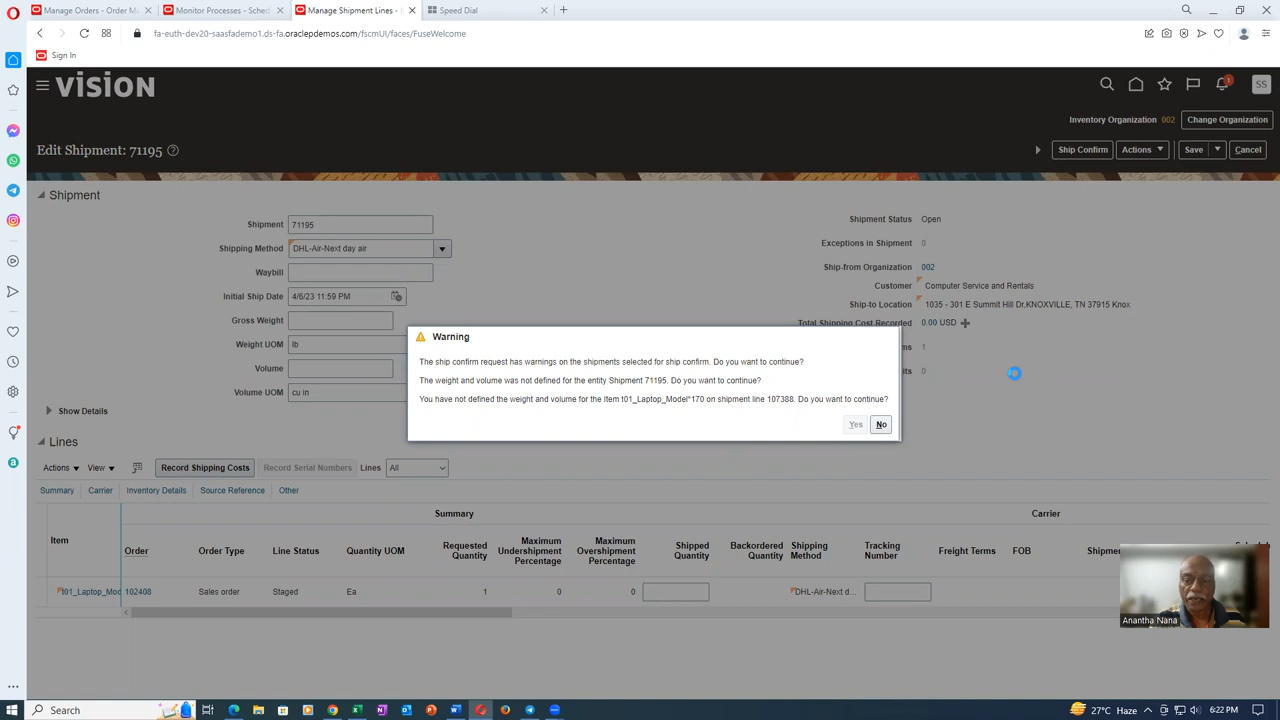 Manage Orders - Order M
Monitor Processes - Sched
Manage Shipment Lines - I
Speed Dial
fa-euth-dev20-saasfademo1.ds-fa.oraclepdemos.com/fscmUI/faces/FuseWelcome
Sign In
VISION
1
SS
Inventory Organization 002
Change Organization
Edit Shipment: 71195
Ship Confirm
Actions
Save
Cancel
Shipment
Shipment 71195
Shipping Method DHL-Air-Next day air
Waybill
Initial Ship Date 4/6/23 11:59 PM
Gross Weight
Weight UOM lb
Volume
Volume UOM cu in
Show Details
Shipment Status Open
Exceptions in Shipment 0
Ship-from Organization 002
Customer Computer Service and Rentals
Ship-to Location 1035 - 301 E Summit Hill Dr,KNOXVILLE, TN 37915 Knox
Total Shipping Cost Recorded 0.00 USD
ms 1
its 0
Warning
The ship confirm request has warnings on the shipments selected for ship confirm. Do you want to continue?
The weight and volume was not defined for the entity Shipment 71195. Do you want to continue?
You have not defined the weight and volume for the item t01_Laptop_Model*170 on shipment line 107388. Do you want to continue?
Yes
No
Lines
Actions
View
Record Shipping Costs
Record Serial Numbers
Lines
All
Summary
Carrier
Inventory Details
Source Reference
Other
Summary
Carrier
Item
Order
Order Type
Line Status
Quantity UOM
Requested Quantity
Maximum Undershipment Percentage
Maximum Overshipment Percentage
Shipped Quantity
Backordered Quantity
Shipping Method
Tracking Number
Freight Terms
FOB
Shipmen
t01_Laptop_Mod 102408 Sales order Staged Ea 1 0 0 DHL-Air-Next d...
Anantha Nana
Search
27°C Haze
6:22 PM